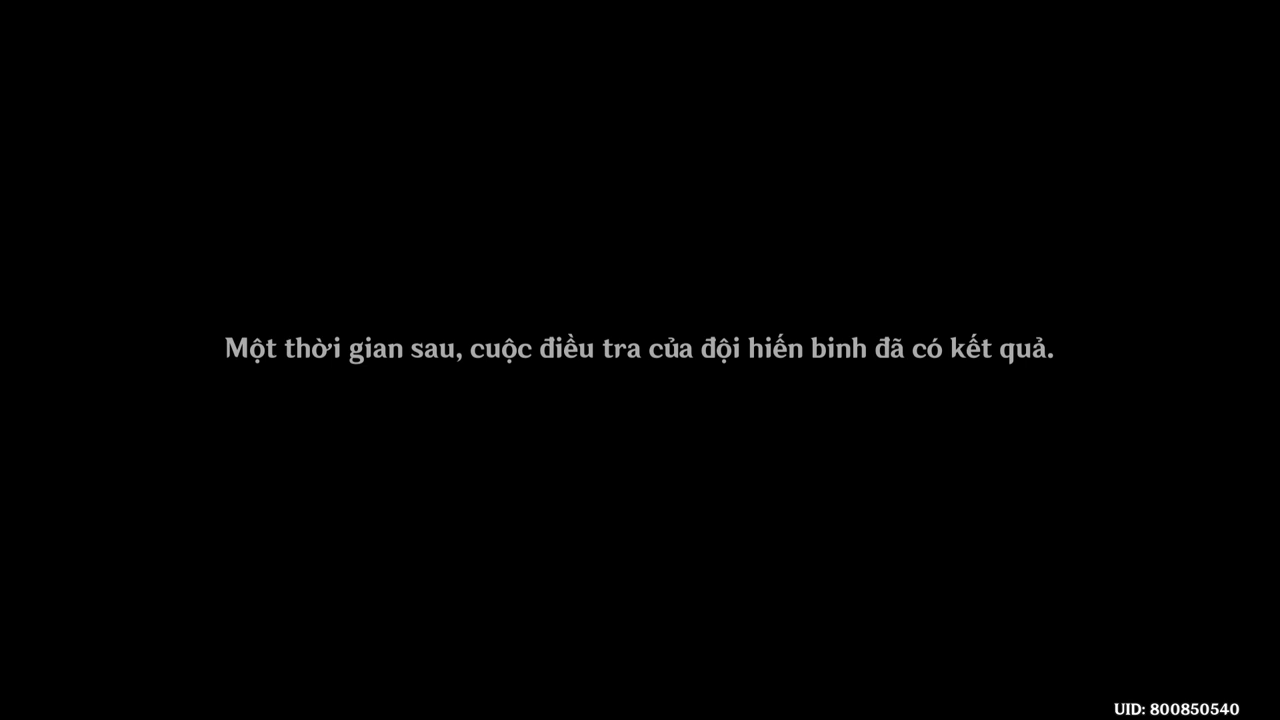 Một thời gian sau, cuộc điều tra của đội hiến binh đã có kết quả.
UID: 800850540